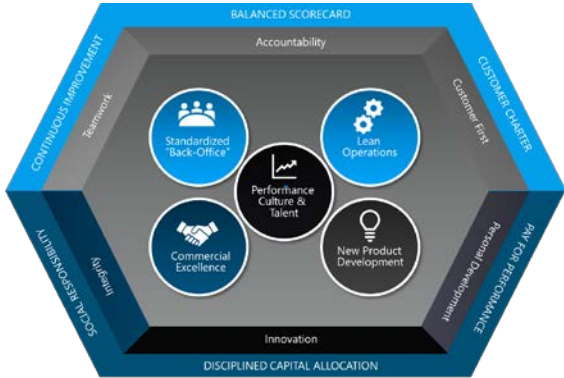 BALANCED SCORECARD
Accountability
CONTINUOUS IMPROVEMENT
Teamwork
CUSTOMER CHARTER
Customer First
Standardized
"Back-Office"
Lean
Operations
Performance
Culture &
Talent
Commercial
Excellence
New Product
Development
SOCIAL RESPONSIBILITY
Integrity
PAY FOR PERFORMANCE
Personal Development
Innovation
DISCIPLINED CAPITAL ALLOCATION